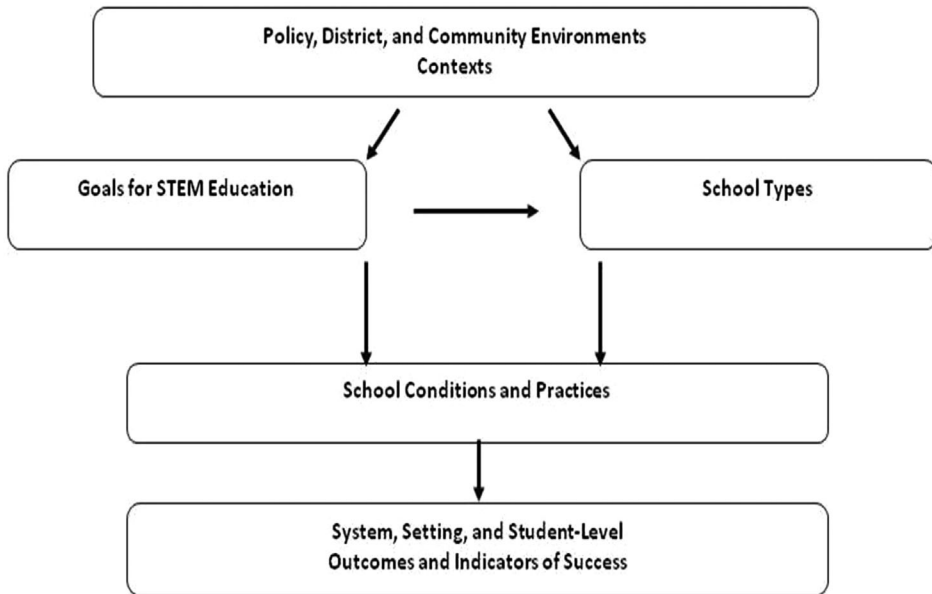 Policy, District, and Community Environments
Contexts
Goals for STEM Education
School Types
School Conditions and Practices
System, Setting, and Student-Level
Outcomes and Indicators of Success